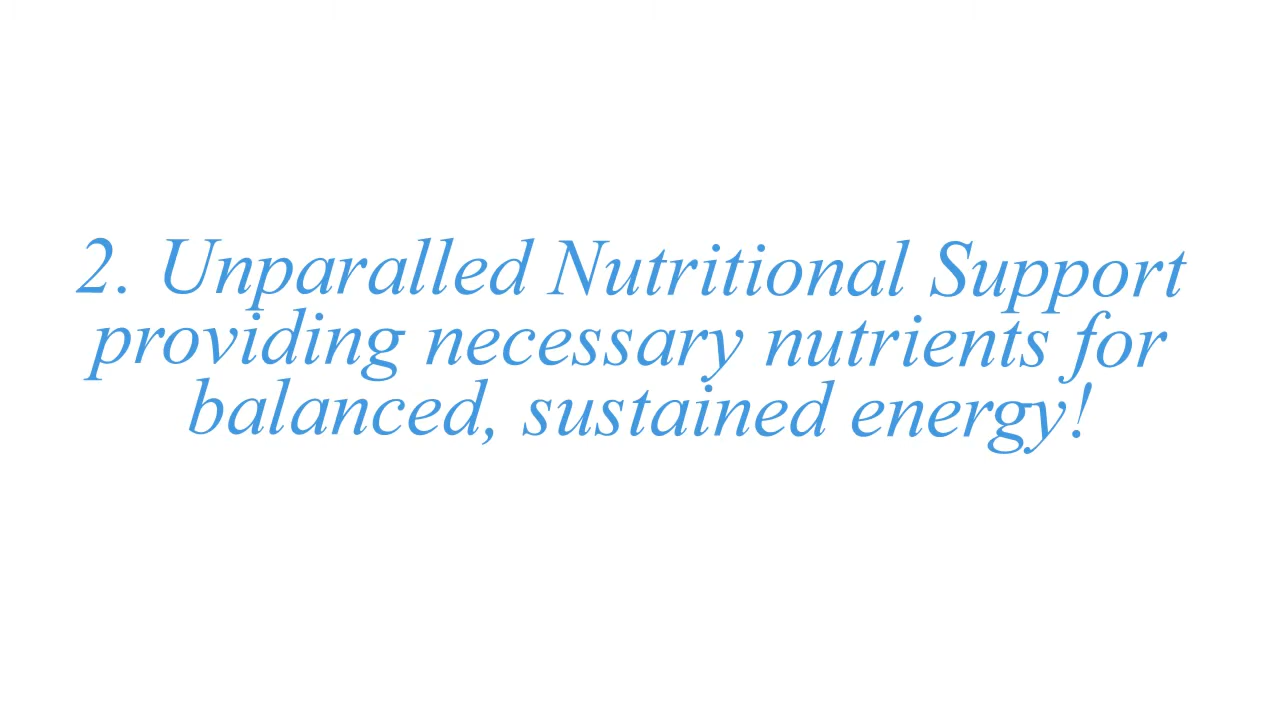 2. Unparalled Nutritional Support
providing necessary nutrients for
balanced, sustained energy!